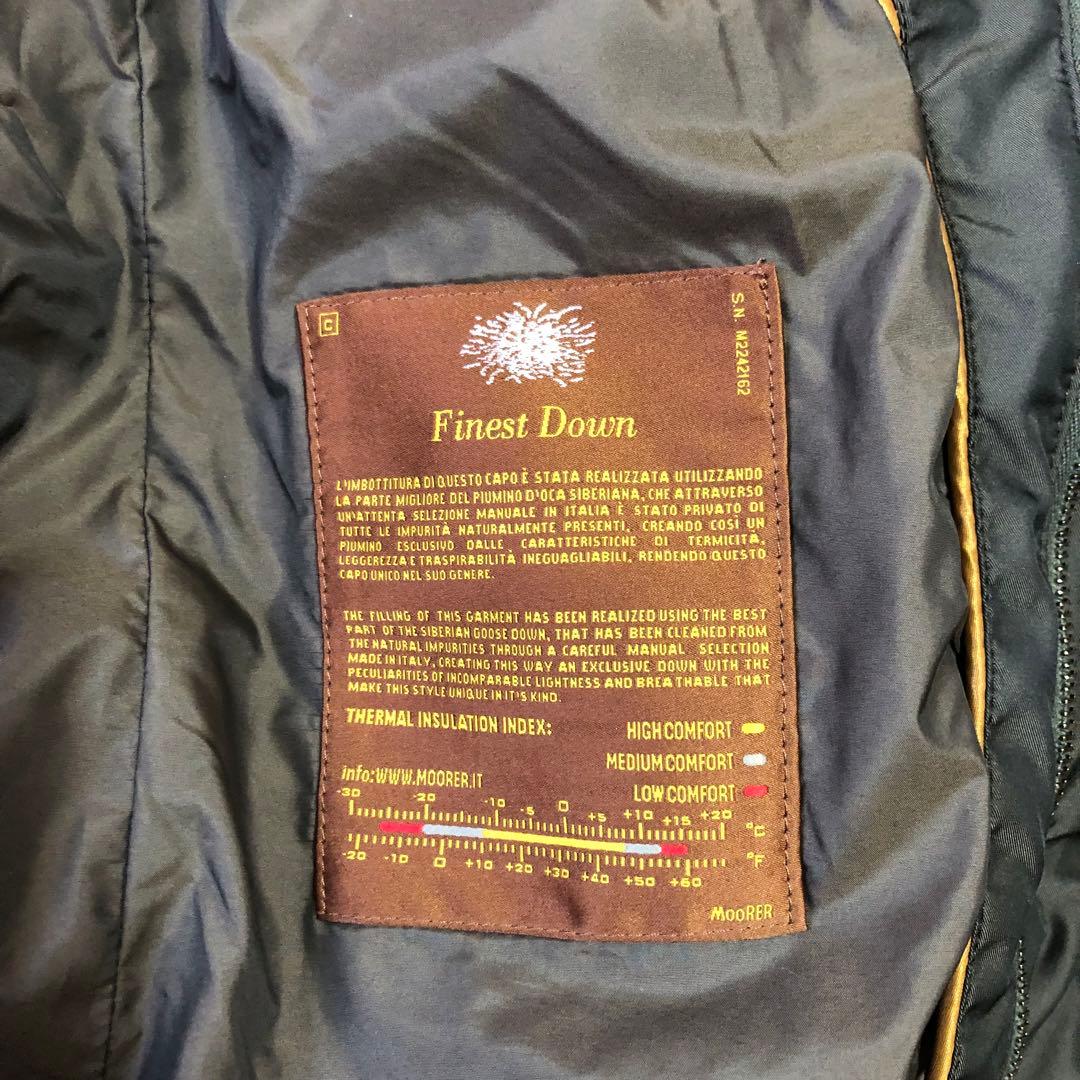 C
S.N. M2242162
Finest Down
L'IMBOTTITURA DI QUESTO CAPO È STATA REALIZZATA UTILIZZANDO
LA PARTE MIGLIORE DEL PIUMINO D'OCA SIBERIANA, CHE ATTRAVERSO
UN'ATTENTA SELEZIONE MANUALE IN ITALIA È STATO PRIVATO DI
TUTTE LE IMPURITÀ NATURALMENTE PRESENTI, CREANDO COSÌ UN
PIUMINO ESCLUSIVO DALLE CARATTERISTICHE DI TERMICITÀ,
LEGGEREZZA E TRASPIRABILITÀ INEGUAGLIABILI, RENDENDO QUESTO
CAPO UNICO NEL SUO GENERE.
THE FILLING OF THIS GARMENT HAS BEEN REALIZED USING THE BEST
PART OF THE SIBERIAN GOOSE DOWN, THAT HAS BEEN CLEANED FROM
THE NATURAL IMPURITIES THROUGH A CAREFUL MANUAL SELECTION
MADE IN ITALY, CREATING THIS WAY AN EXCLUSIVE DOWN WITH THE
PECULIARITIES OF INCOMPARABLE LIGHTNESS AND BREATHABLE THAT
MAKE THIS STYLE UNIQUE IN IT'S KIND.
THERMAL INSULATION INDEX: HIGH COMFORT
MEDIUM COMFORT
info:WWW.MOORER.IT LOW COMFORT
-30 -20 -10 -5 0 +5 +10 +15 +20 °C
-20 -10 0 +10 +20 +30 +40 +50 +60 °F
MOORER